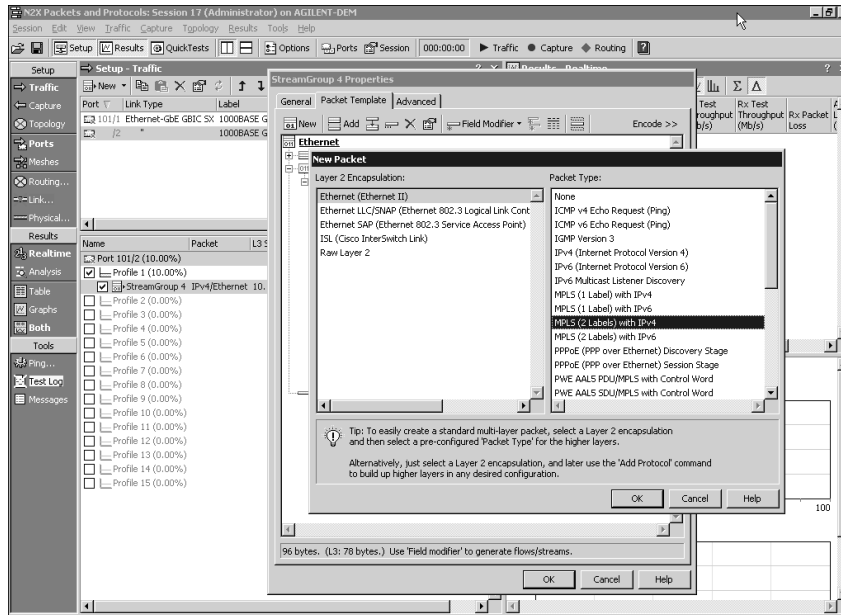 N2X Packets and Protocols: Session 17 (Administrator) on AGILENT-DEM
Session Edit View Traffic Capture Topology Results Tools Help
Setup Results QuickTests Options Ports Session 000:00:00 Traffic Capture Routing
Setup
Traffic
Capture
Topology
Ports
Meshes
Routing...
Link...
Physical...
Results
Realtime
Analysis
Table
Graphs
Both
Tools
Ping...
Test Log
Messages
Setup - Traffic
New
Port Link Type Label
101/1 Ethernet-GbE GBIC SX 1000BASE G
/2 " 1000BASE G
Name Packet L3 S
Port 101/2 (10.00%)
Profile 1 (10.00%)
StreamGroup 4 IPv4/Ethernet 10.
Profile 2 (0.00%)
Profile 3 (0.00%)
Profile 4 (0.00%)
Profile 5 (0.00%)
Profile 6 (0.00%)
Profile 7 (0.00%)
Profile 8 (0.00%)
Profile 9 (0.00%)
Profile 10 (0.00%)
Profile 11 (0.00%)
Profile 12 (0.00%)
Profile 13 (0.00%)
Profile 14 (0.00%)
Profile 15 (0.00%)
StreamGroup 4 Properties
General Packet Template Advanced
New Add Field Modifier Encode >>
Ethernet
New Packet
Layer 2 Encapsulation:
Ethernet (Ethernet II)
Ethernet LLC/SNAP (Ethernet 802.3 Logical Link Cont
Ethernet SAP (Ethernet 802.3 Service Access Point)
ISL (Cisco InterSwitch Link)
Raw Layer 2
Packet Type:
None
ICMP v4 Echo Request (Ping)
ICMP v6 Echo Request (Ping)
IGMP Version 3
IPv4 (Internet Protocol Version 4)
IPv6 (Internet Protocol Version 6)
IPv6 Multicast Listener Discovery
MPLS (1 Label) with IPv4
MPLS (1 Label) with IPv6
MPLS (2 Labels) with IPv4
MPLS (2 Labels) with IPv6
PPPoE (PPP over Ethernet) Discovery Stage
PPPoE (PPP over Ethernet) Session Stage
PWE AAL5 PDU/MPLS with Control Word
PWE AAL5 SDU/MPLS with Control Word
Tip: To easily create a standard multi-layer packet, select a Layer 2 encapsulation
and then select a pre-configured 'Packet Type' for the higher layers.
Alternatively, just select a Layer 2 encapsulation, and later use the 'Add Protocol' command
to build up higher layers in any desired configuration.
OK Cancel Help
96 bytes. (L3: 78 bytes.) Use 'Field modifier' to generate flows/streams.
OK Cancel Help
Results - Realtime
Test Rx Test
roughput Throughput Rx Packet L
b/s) (Mb/s) Loss (
100